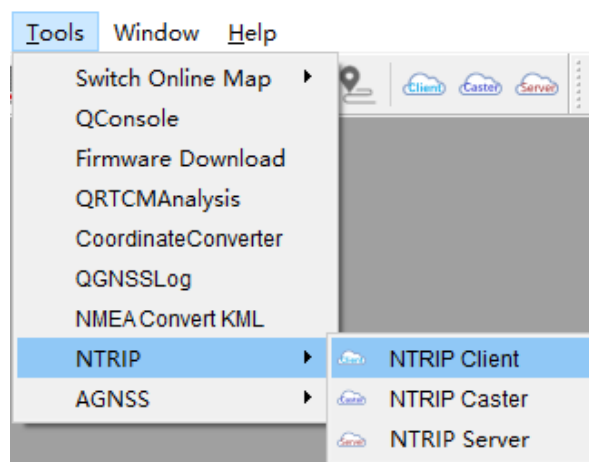 Tools Window Help
Switch Online Map
Client Caster Server
QConsole
Firmware Download
QRTCMAnalysis
CoordinateConverter
QGNSSLog
NMEA Convert KML
NTRIP
NTRIP Client
AGNSS
NTRIP Caster
NTRIP Server